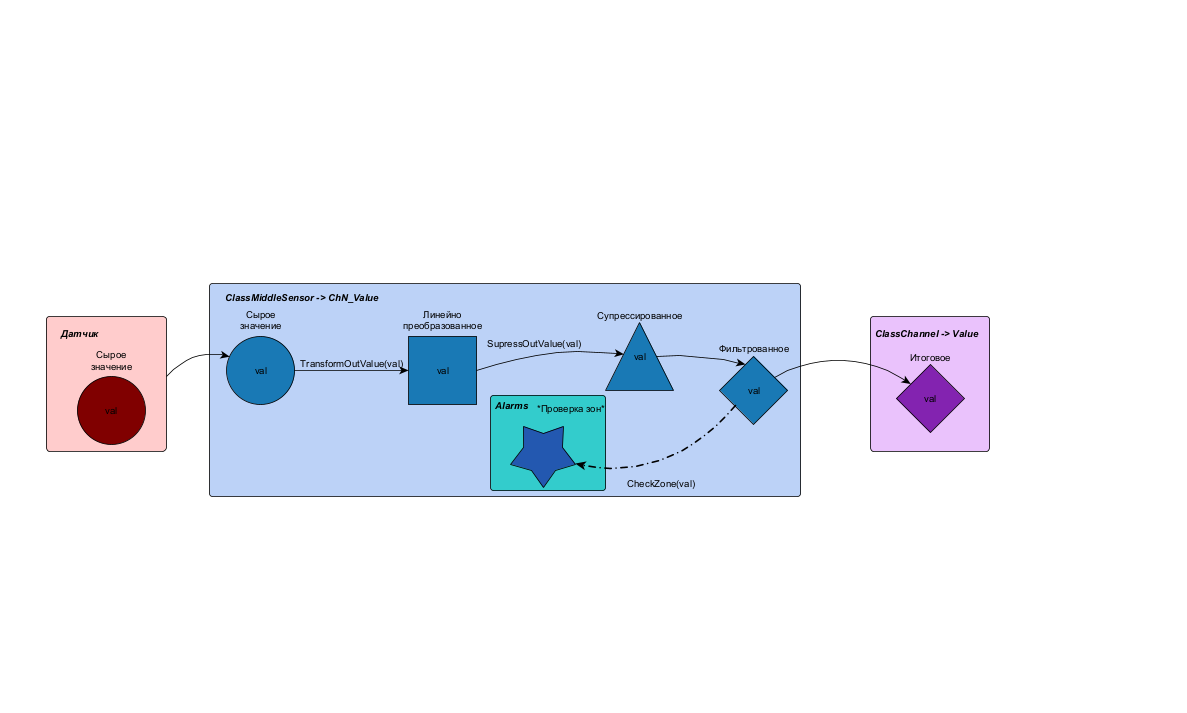 Датчик
Сырое
значение
val
ClassMiddleSensor -> ChN_Value
Сырое
значение
val
TransformOutValue(val)
Линейно
преобразованное
val
SupressOutValue(val)
Супрессированное
val
Фильтрованное
val
Alarms
"Проверка зон"
CheckZone(val)
ClassChannel -> Value
Итоговое
val